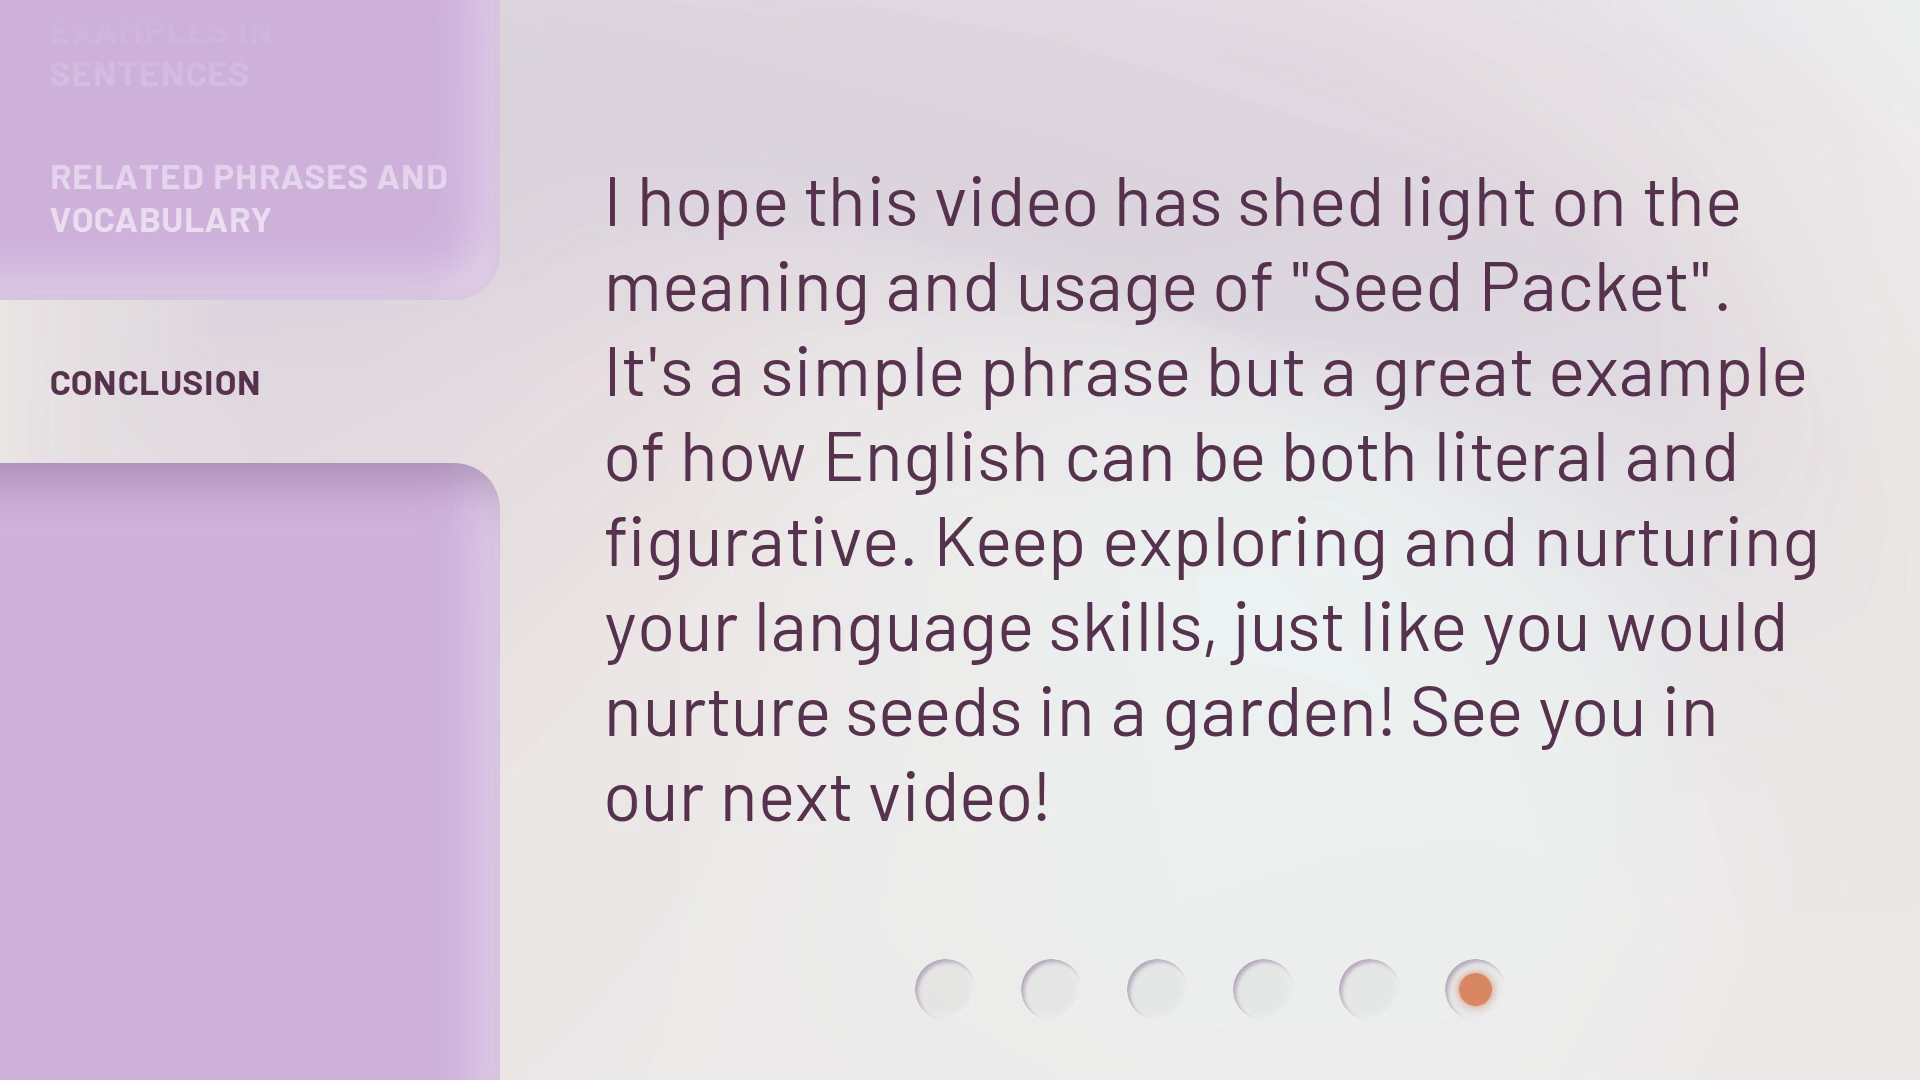 EXAMPLES IN
SENTENCES
RELATED PHRASES AND
VOCABULARY
CONCLUSION
I hope this video has shed light on the
meaning and usage of "Seed Packet".
It's a simple phrase but a great example
of how English can be both literal and
figurative. Keep exploring and nurturing
your language skills, just like you would
nurture seeds in a garden! See you in
our next video!